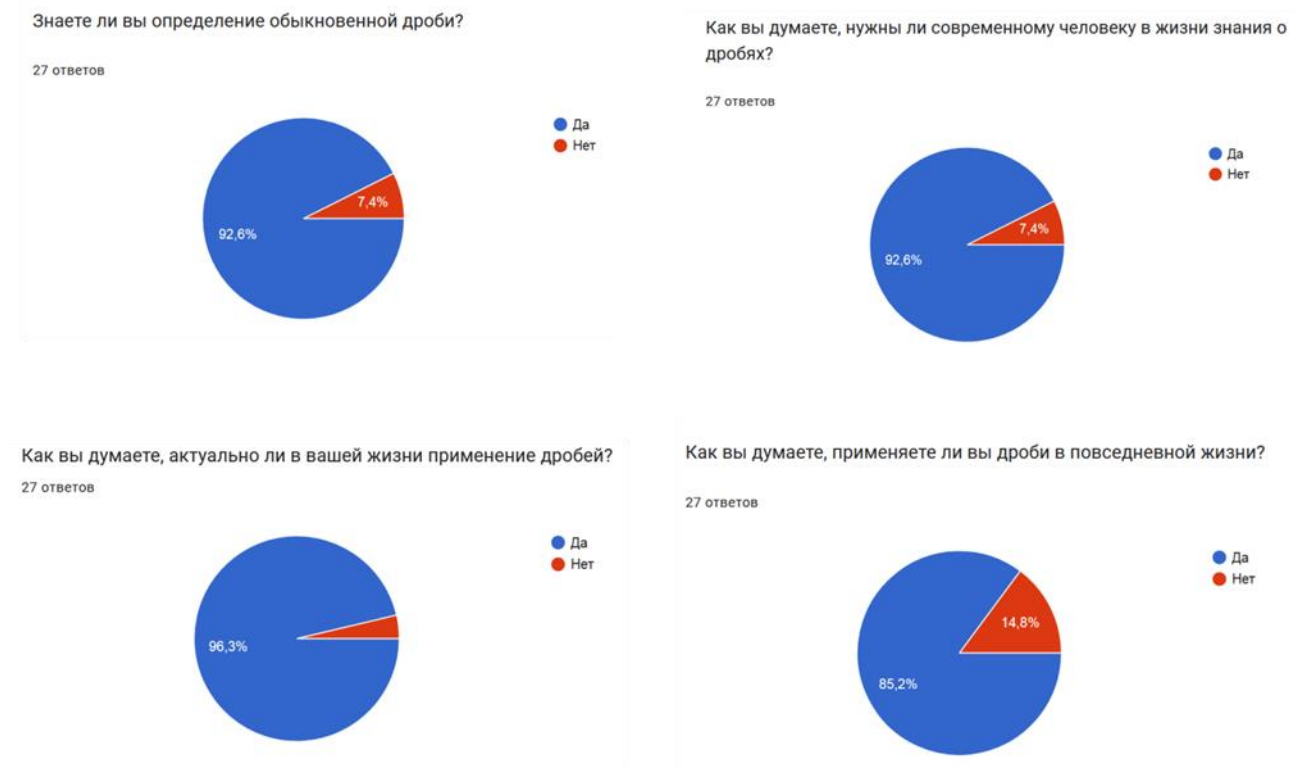 Знаете ли вы определение обыкновенной дроби?
27 ответов
Да
Нет
7,4%
92,6%
Как вы думаете, нужны ли современному человеку в жизни знания о
дробях?
27 ответов
Да
Нет
7,4%
92,6%
Как вы думаете, актуально ли в вашей жизни применение дробей?
27 ответов
Да
Нет
96,3%
Как вы думаете, применяете ли вы дроби в повседневной жизни?
27 ответов
Да
Нет
14,8%
85,2%